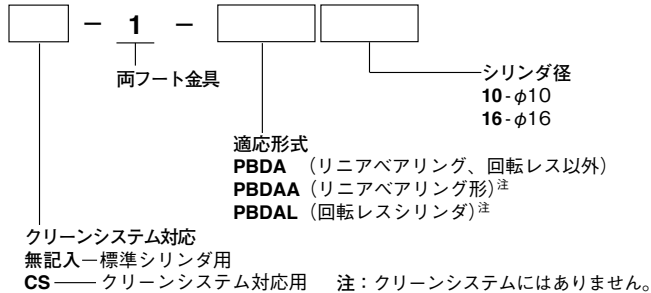 － 1 －
両フート金具
シリンダ径
10-φ10
16-φ16
適応形式
PBDA （リニアベアリング、回転レス以外）
PBDAA（リニアベアリング形）注
PBDAL（回転レスシリンダ）注
クリーンシステム対応
無記入―標準シリンダ用
CS――クリーンシステム対応用　注：クリーンシステムにはありません。